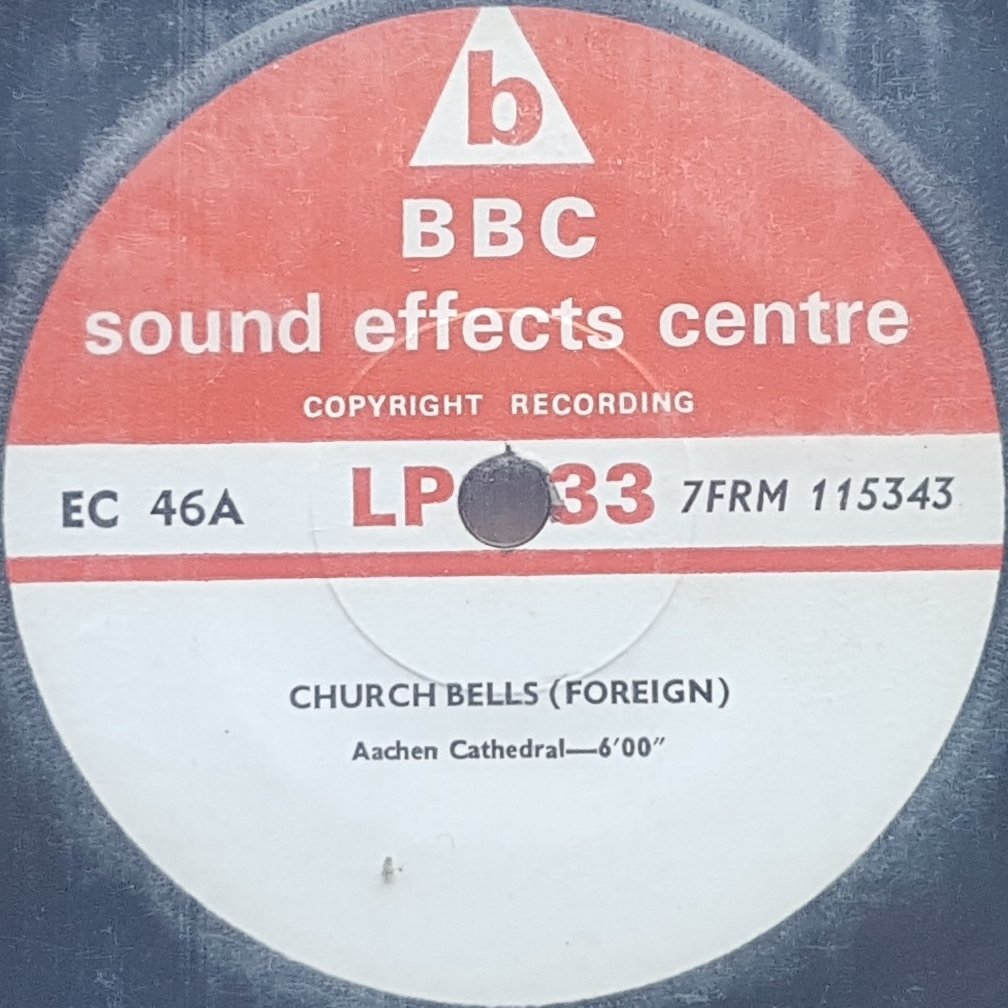 b
BBC
sound effects centre
COPYRIGHT RECORDING
EC 46A LP 33 7FRM 115343
CHURCH BELLS (FOREIGN)
Aachen Cathedral—6'00"